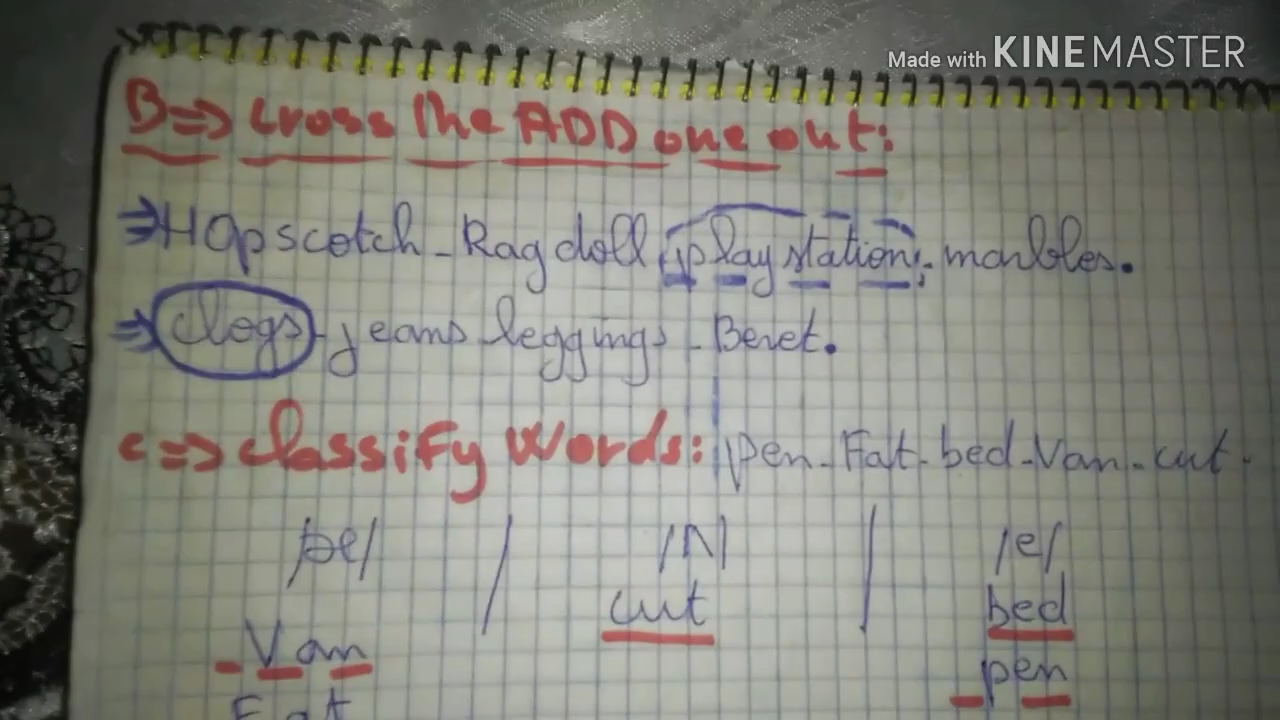 Made with KINEMASTER
B => cross the ADD one out:
=> Hopscotch - Rag doll (play station) - marbles.
=> clogs - jeans leggings - Beret.
c => classify words: pen - Fat - bed - Van - cut -
/æ/ / /ʌ/ / /e/
cut bed
- Van
- pen
Fat